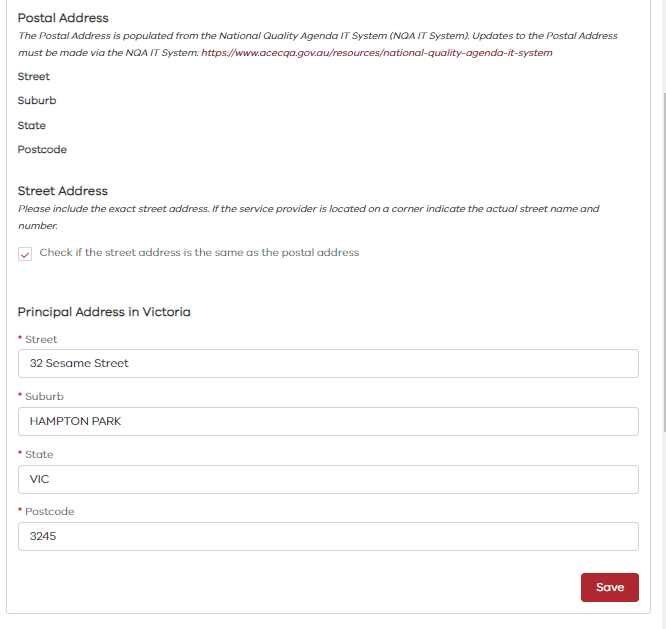 Postal Address
The Postal Address is populated from the National Quality Agenda IT System (NQA IT System). Updates to the Postal Address
must be made via the NQA IT System: https://www.acecqa.gov.au/resources/national-quality-agenda-it-system
Street
Suburb
State
Postcode
Street Address
Please include the exact street address. If the service provider is located on a corner indicate the actual street name and
number.
Check if the street address is the same as the postal address
Principal Address in Victoria
* Street
32 Sesame Street
* Suburb
HAMPTON PARK
* State
VIC
* Postcode
3245
Save